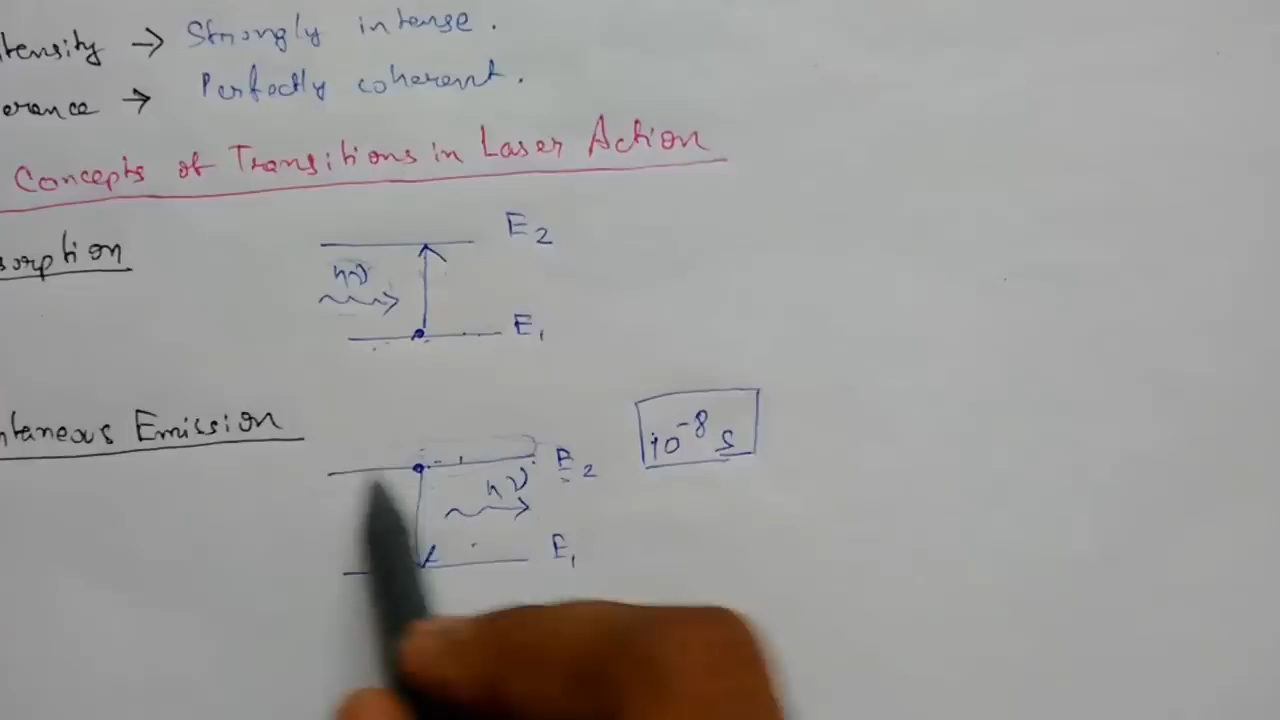 tensity → Strongly intense.
erence → Perfectly coherent.
Concepts of Transitions in Laser Action
sorption
E2
hν
E1
ntaneous Emission
10⁻⁸ s
E2
hν
E1